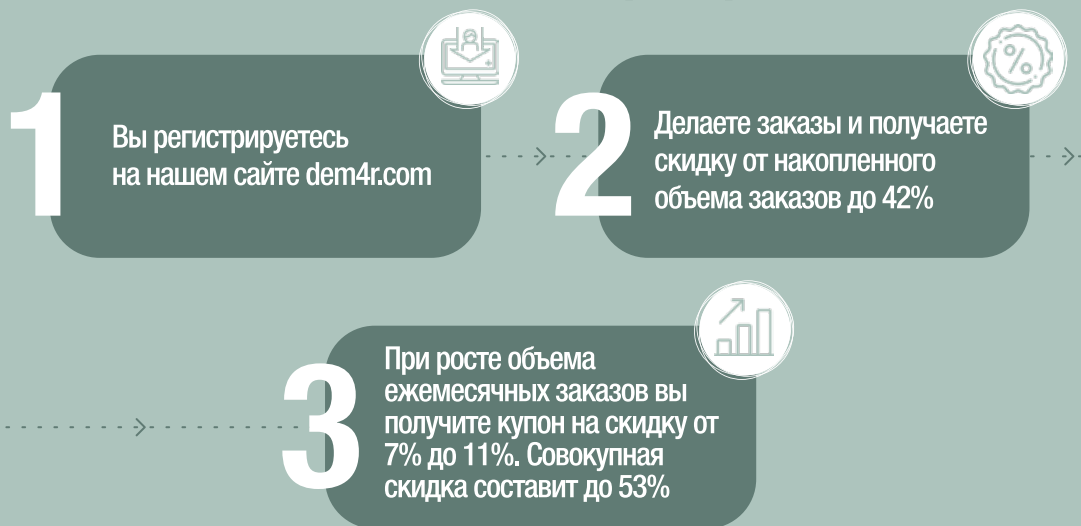 1
Вы регистрируетесь
на нашем сайте dem4r.com
2
Делаете заказы и получаете
скидку от накопленного
объема заказов до 42%
3
При росте объема
ежемесячных заказов вы
получите купон на скидку от
7% до 11%. Совокупная
скидка составит до 53%